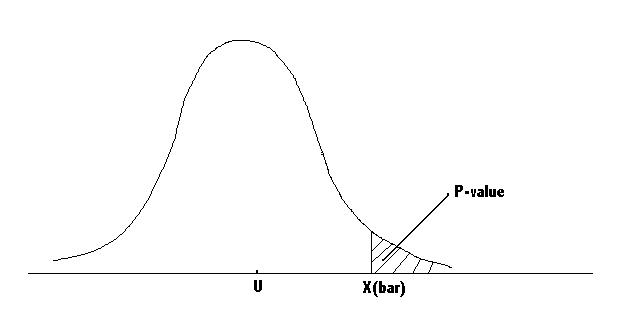 P-value
U
X(bar)